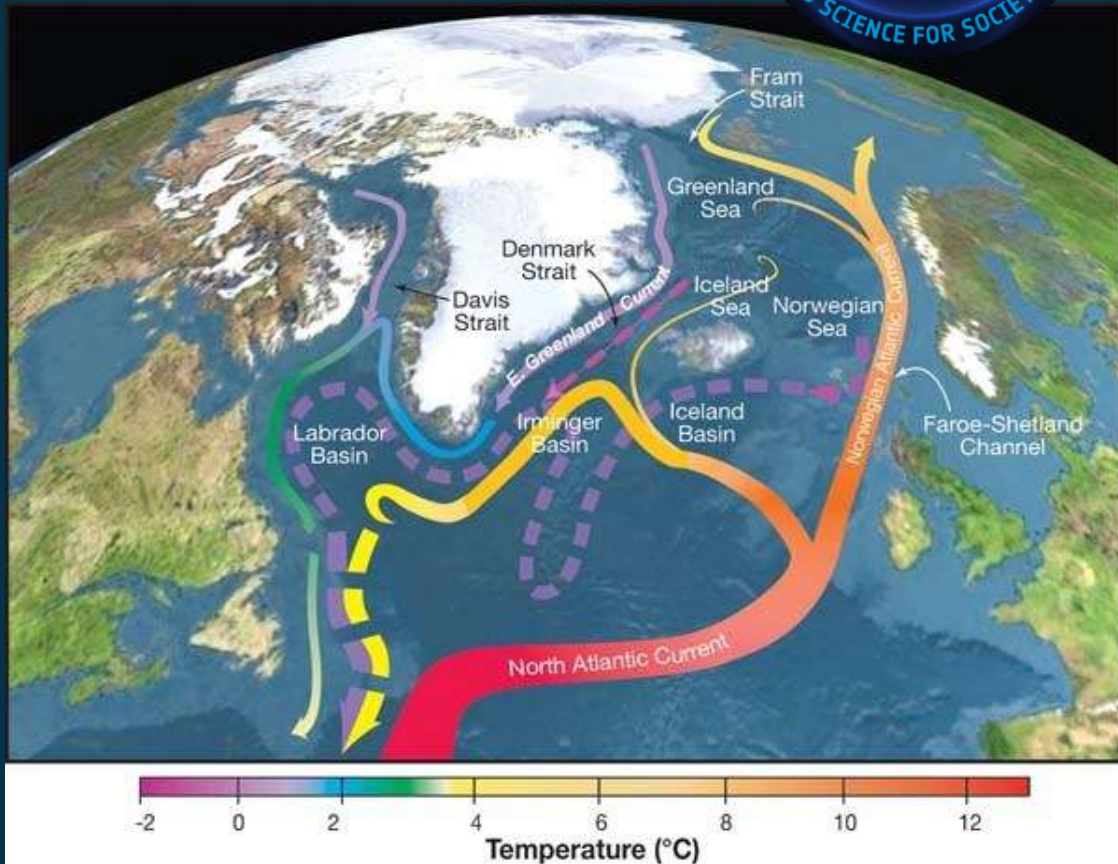 SCIENCE FOR SOCIET
Fram
Strait
Greenland
Sea
Denmark
Strait
Iceland
Sea
Norwegian
Sea
Davis
Strait
E. Greenland Current
Norwegian Atlantic Current
Labrador
Basin
Irminger
Basin
Iceland
Basin
Faroe-Shetland
Channel
North Atlantic Current
-2 0 2 4 6 8 10 12
Temperature (°C)